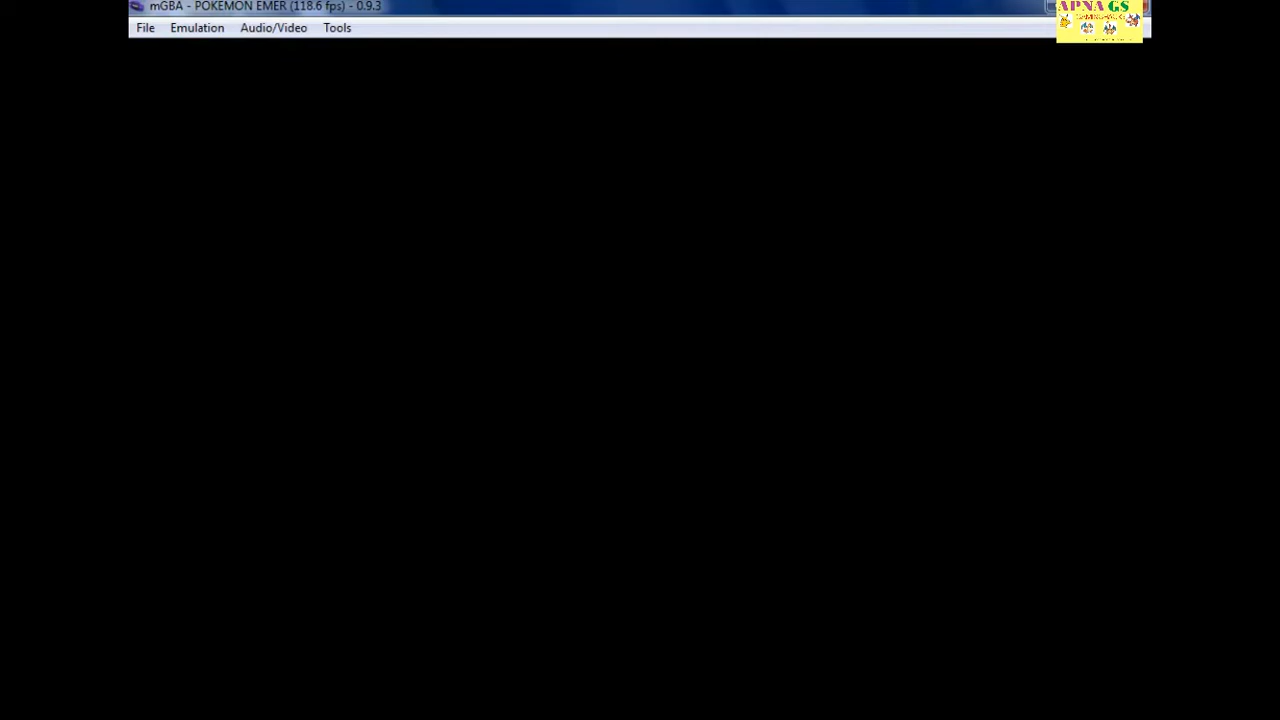 mGBA - POKEMON EMER (118.6 fps) - 0.9.3
File Emulation Audio/Video Tools
APNA GS